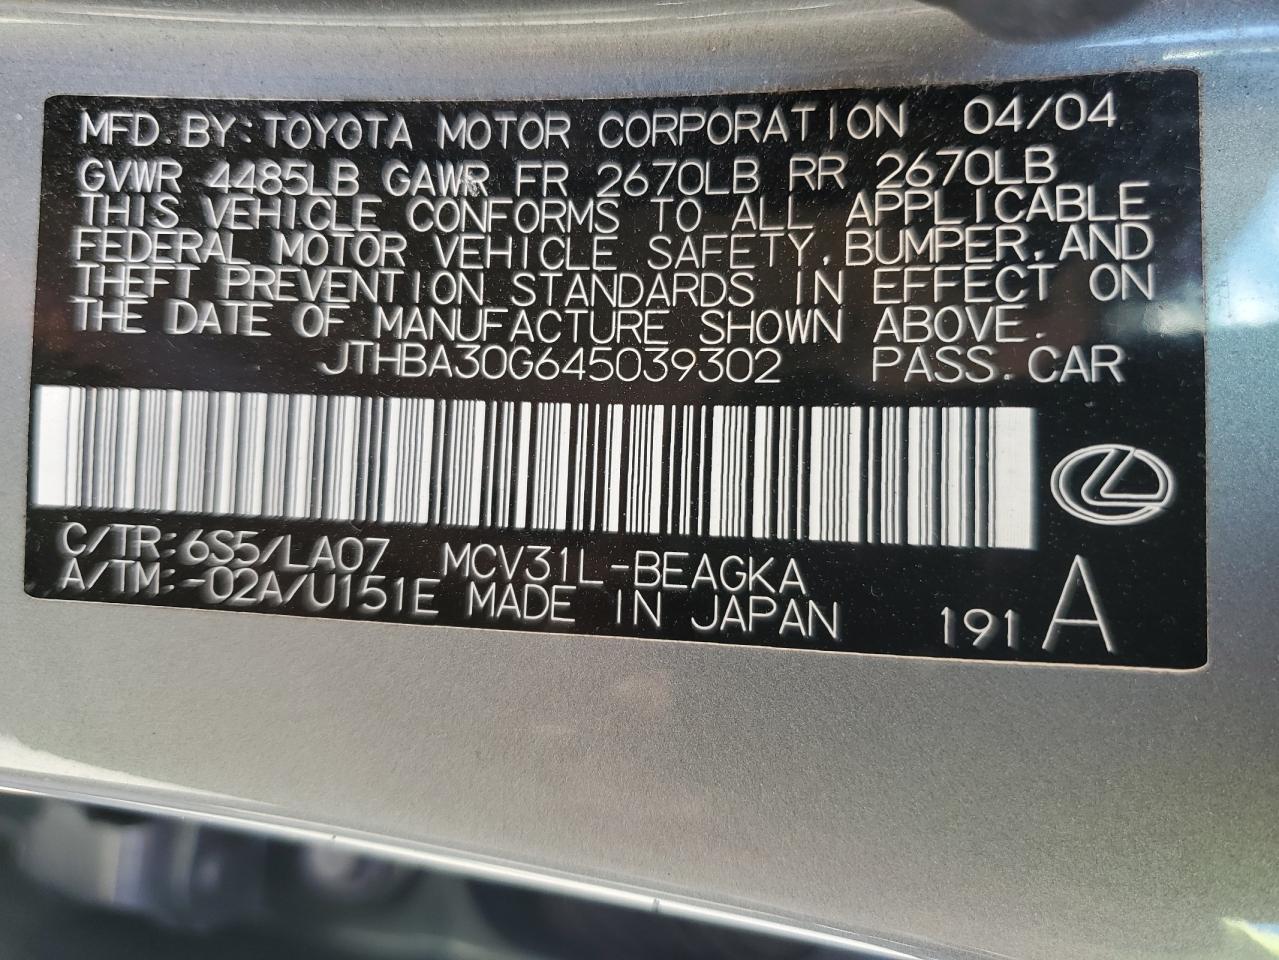 MFD. BY: TOYOTA MOTOR CORPORATION 04/04
GVWR 4485LB GAWR FR 2670LB RR 2670LB
THIS VEHICLE CONFORMS TO ALL APPLICABLE
FEDERAL MOTOR VEHICLE SAFETY, BUMPER, AND
THEFT PREVENTION STANDARDS IN EFFECT ON
THE DATE OF MANUFACTURE SHOWN ABOVE.
JTHBA30G645039302 PASS. CAR
C/TR: 6S5/LA07 MCV31L-BEAGKA
A/TM: -02A/U151E MADE IN JAPAN 191 A